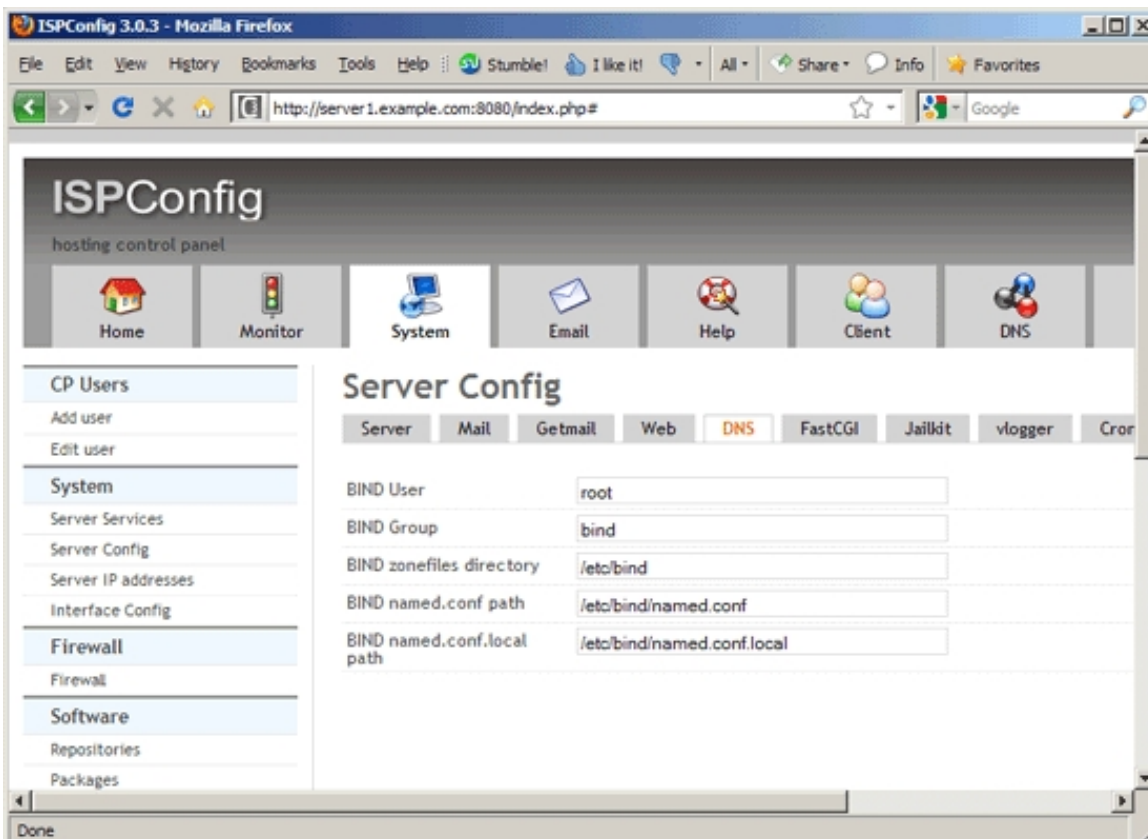 ISPConfig 3.0.3 - Mozilla Firefox
File Edit View History Bookmarks Tools Help Stumble! I like it! All Share Info Favorites
http://server1.example.com:8080/index.php# Google
ISPConfig
hosting control panel
Home Monitor System Email Help Client DNS
CP Users
Add user
Edit user
System
Server Services
Server Config
Server IP addresses
Interface Config
Firewall
Firewall
Software
Repositories
Packages
Server Config
Server Mail Getmail Web DNS FastCGI Jailkit vlogger Cron
BIND User root
BIND Group bind
BIND zonefiles directory /etc/bind
BIND named.conf path /etc/bind/named.conf
BIND named.conf.local /etc/bind/named.conf.local
path
Done